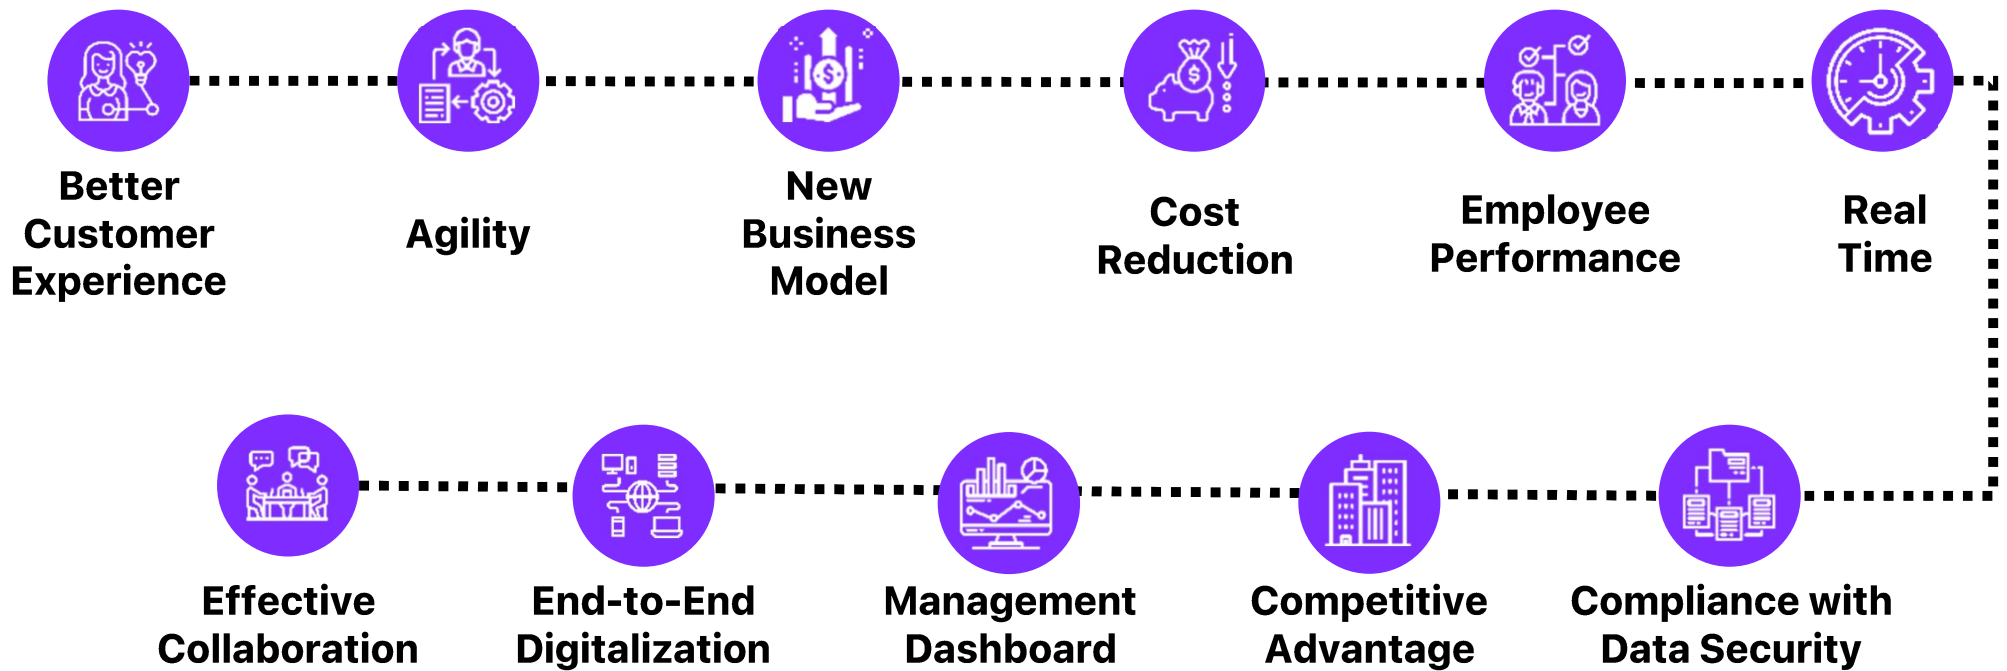 Better
Customer
Experience
Agility
New
Business
Model
Cost
Reduction
Employee
Performance
Real
Time
Effective
Collaboration
End-to-End
Digitalization
Management
Dashboard
Competitive
Advantage
Compliance with
Data Security